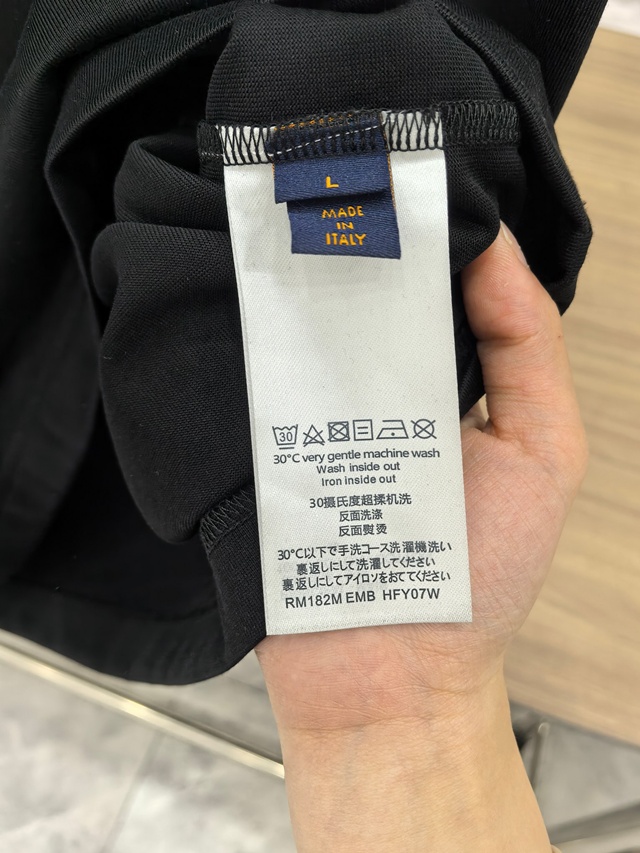 L
MADE
IN
ITALY
30
30°C very gentle machine wash
Wash inside out
Iron inside out
30摄氏度超揉机洗
反面洗涤
反面熨烫
30°C以下で手洗コース洗濯機洗い
裏返しにして洗濯してください
裏返しにしてアイロソをおててください
RM182M EMB HFY07W